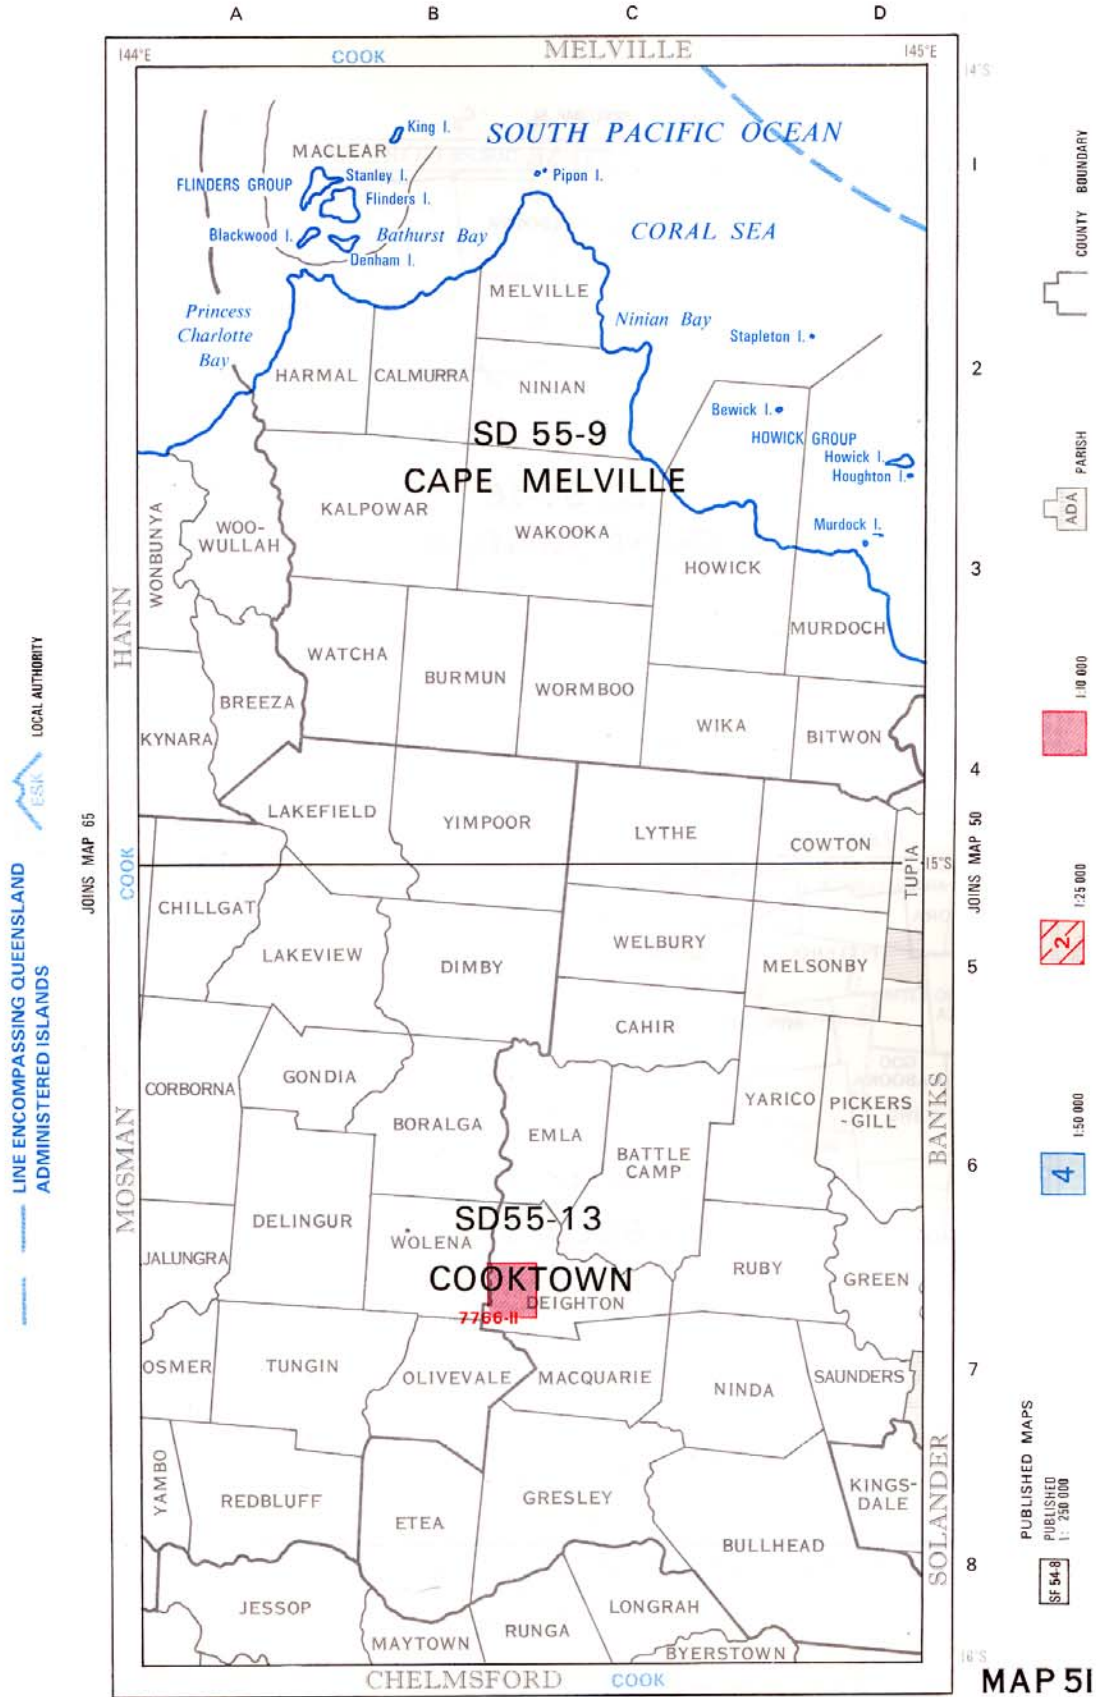 A B C D
144°E COOK MELVILLE 145°E
14°S
King I.
SOUTH PACIFIC OCEAN
MACLEAR
1
Pipon I.
Stanley I.
FLINDERS GROUP
Flinders I.
Blackwood I.
Bathurst Bay
CORAL SEA
Denham I.
MELVILLE
Princess
Charlotte
Bay
Ninian Bay
Stapleton I.
2
HARMAL
CALMURRA
NINIAN
Bewick I.
SD 55-9
HOWICK GROUP
Howick I.
Houghton I.
CAPE MELVILLE
KALPOWAR
WONBUNYA
WOO-
WULLAH
WAKOOKA
Murdock I.
HOWICK
3
HANN
MURDOCH
WATCHA
BURMUN
WORMBOO
BREEZA
WIKA
BITWON
KYNARA
4
LAKEFIELD
YIMPOOR
LYTHE
COWTON
TUPIA
15°S
JOINS MAP 65
COOK
JOINS MAP 50
CHILLGAT
LAKEVIEW
DIMBY
WELBURY
MELSONBY
5
CAHIR
GONDIA
CORBORNA
BORALGA
EMLA
YARICO
PICKERS
-GILL
BATTLE
CAMP
MOSMAN
BANKS
6
DELINGUR
SD55-13
WOLENA
JALUNGRA
RUBY
GREEN
COOKTOWN
DEIGHTON
7766-II
OSMER
TUNGIN
OLIVEVALE
MACQUARIE
NINDA
SAUNDERS
7
YAMBO
REDBLUFF
ETEA
GRESLEY
KINGS-
DALE
BULLHEAD
SOLANDER
8
JESSOP
MAYTOWN
RUNGA
LONGRAH
BYERSTOWN
16°S
CHELMSFORD COOK
MAP 51
LINE ENCOMPASSING QUEENSLAND
ADMINISTERED ISLANDS
ESK
LOCAL AUTHORITY
COUNTY BOUNDARY
ADA
PARISH
1:10 000
2
1:25 000
4
1:50 000
PUBLISHED MAPS
SF 54-8
PUBLISHED
1: 250 000